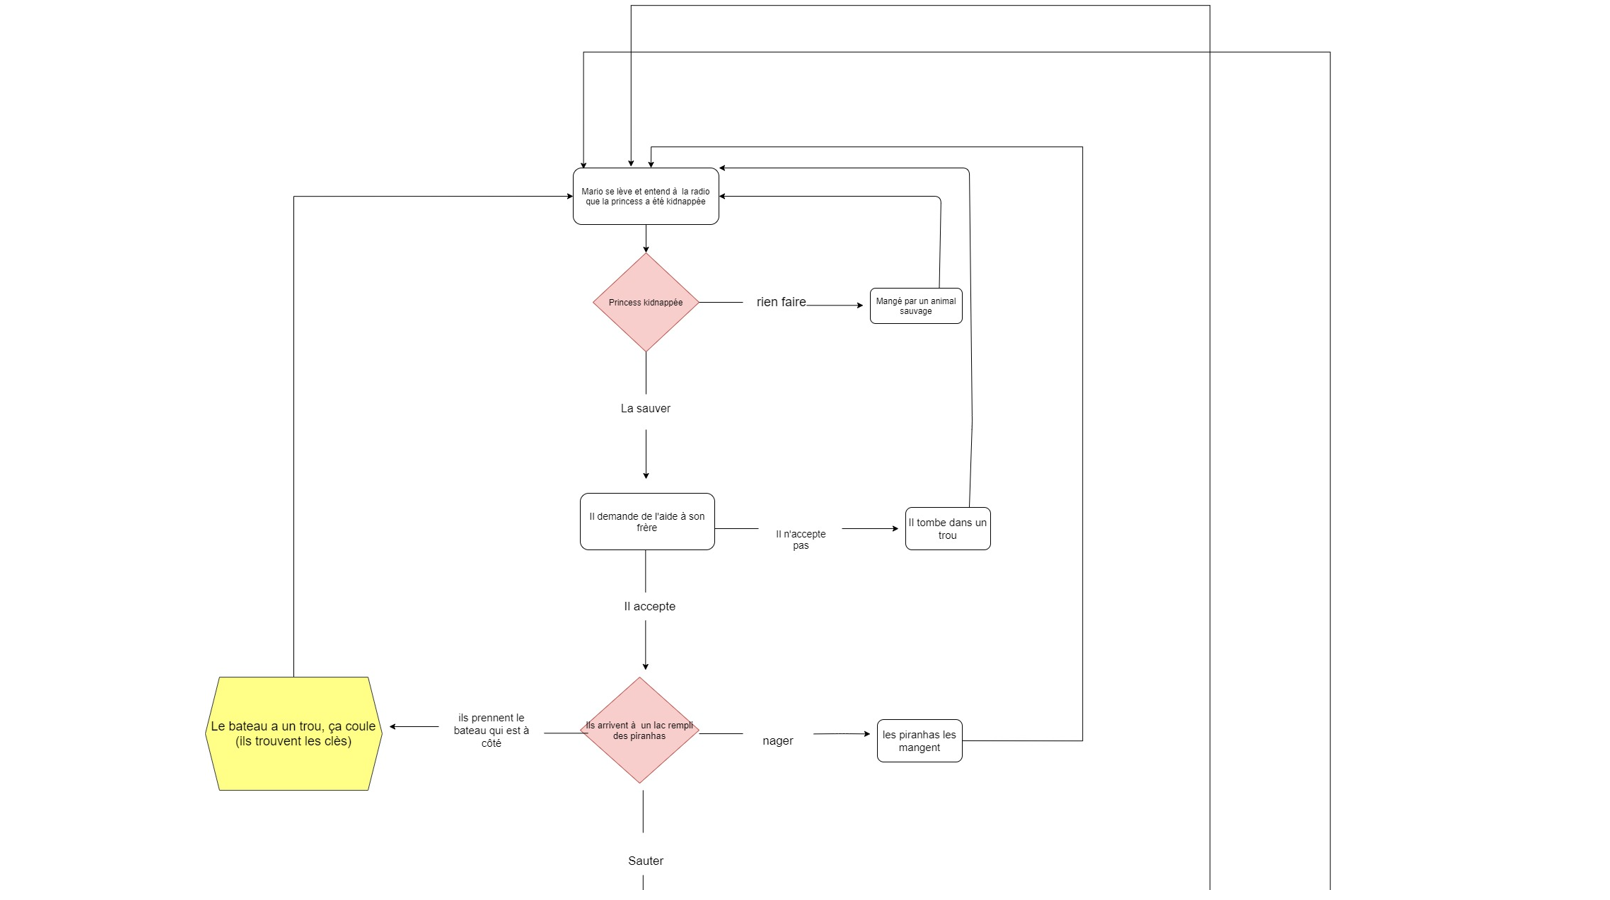 Mario se lève et entend à la radio
que la princess a étè kidnappèe
Princess kidnappèe
rien faire
Mangé par un animal
sauvage
La sauver
Il demande de l'aide à son
frère
Il n'accepte
pas
Il tombe dans un
trou
Il accepte
Le bateau a un trou, ça coule
(ils trouvent les clès)
ils prennent le
bateau qui est à
côté
Ils arrivent à un lac rempli
des piranhas
nager
les piranhas les
mangent
Sauter